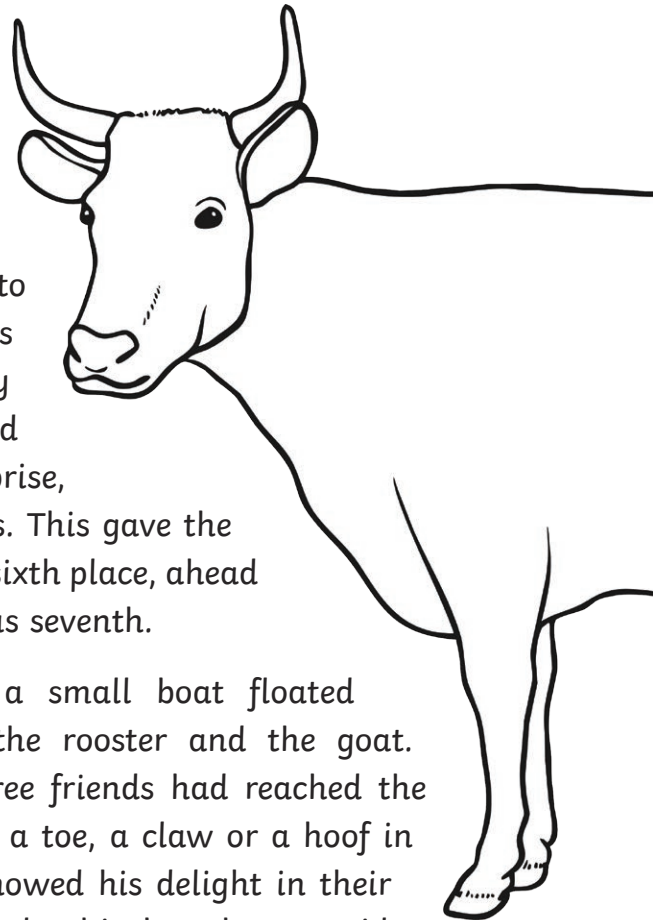 to
s
y
d
prise,
s. This gave the
sixth place, ahead
as seventh.
a small boat floated
the rooster and the goat.
ree friends had reached the
a toe, a claw or a hoof in
howed his delight in their